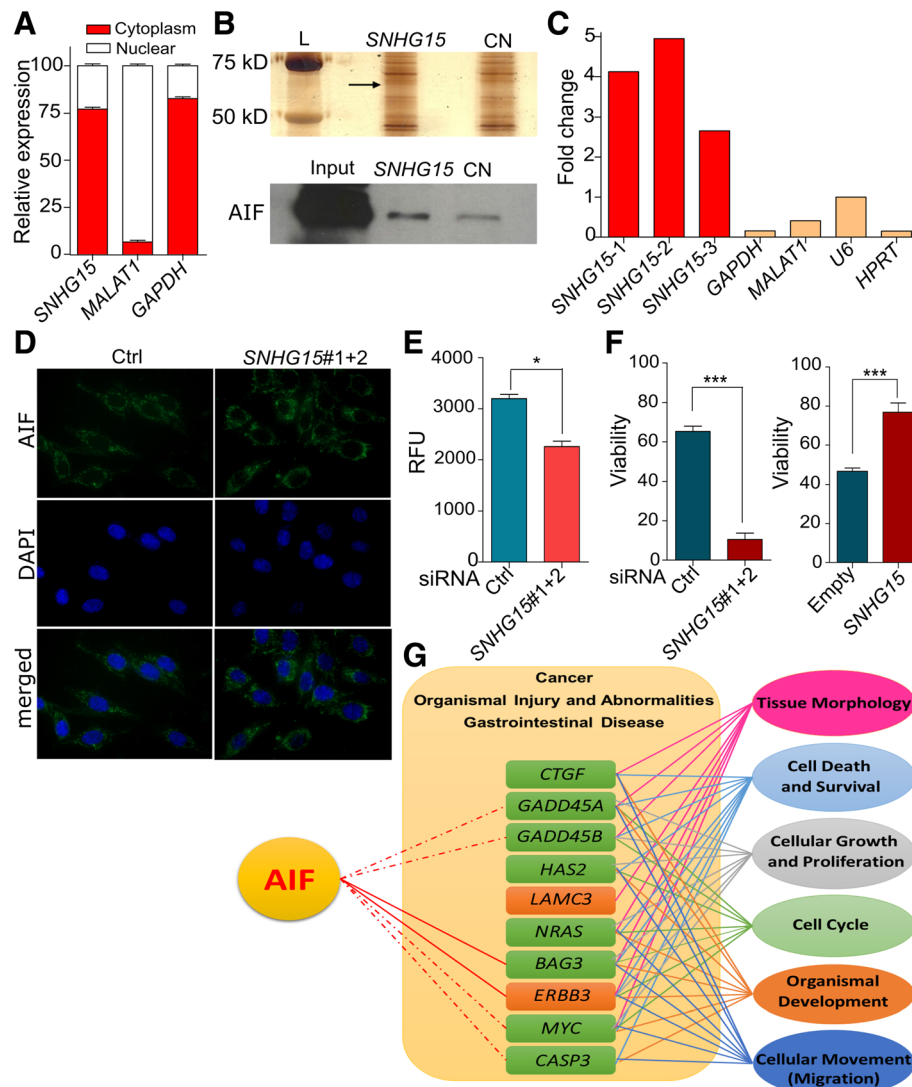 A
Cytoplasm
Nuclear
Relative expression
100
75
50
25
0
SNHG15
MALAT1
GAPDH
B
L
SNHG15
CN
75 kD
50 kD
Input
SNHG15
CN
AIF
C
Fold change
5
4
3
2
1
0
SNHG15-1
SNHG15-2
SNHG15-3
GAPDH
MALAT1
U6
HPRT
D
Ctrl
SNHG15#1+2
AIF
DAPI
merged
E
RFU
4000
3000
2000
1000
0
*
siRNA
Ctrl
SNHG15#1+2
F
Viability
100
80
60
40
20
0
***
siRNA
Ctrl
SNHG15#1+2
Viability
100
80
60
40
20
0
***
Empty
SNHG15
G
Cancer
Organismal Injury and Abnormalities
Gastrointestinal Disease
AIF
CTGF
GADD45A
GADD45B
HAS2
LAMC3
NRAS
BAG3
ERBB3
MYC
CASP3
Tissue Morphology
Cell Death
and Survival
Cellular Growth
and Proliferation
Cell Cycle
Organismal
Development
Cellular Movement
(Migration)